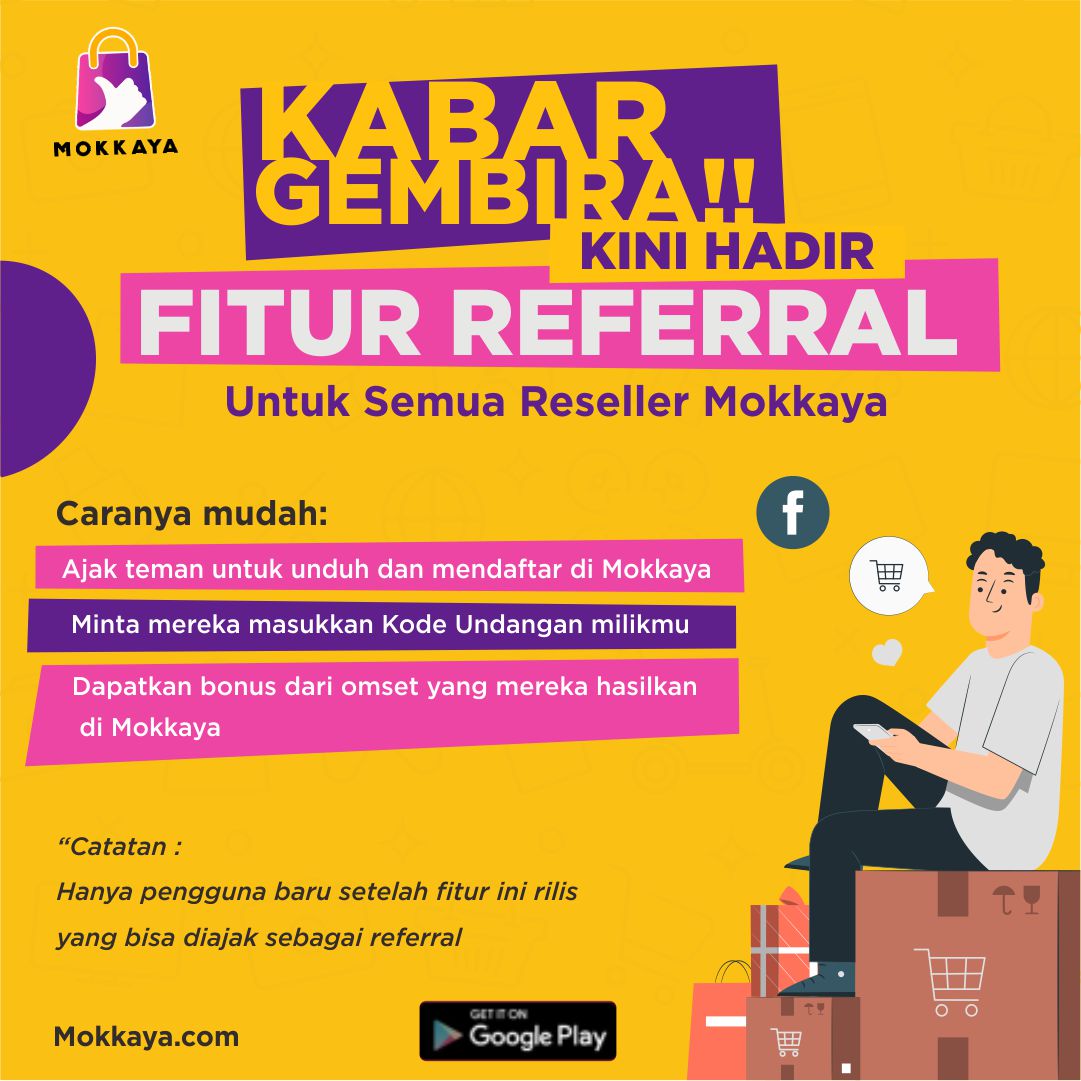 MOKKAYA
KABAR
GEMBIRA!!
KINI HADIR
FITUR REFERRAL
Untuk Semua Reseller Mokkaya
Caranya mudah:
Ajak teman untuk unduh dan mendaftar di Mokkaya
Minta mereka masukkan Kode Undangan milikmu
Dapatkan bonus dari omset yang mereka hasilkan
di Mokkaya
“Catatan :
Hanya pengguna baru setelah fitur ini rilis
yang bisa diajak sebagai referral
Mokkaya.com
GET IT ON
Google Play
f